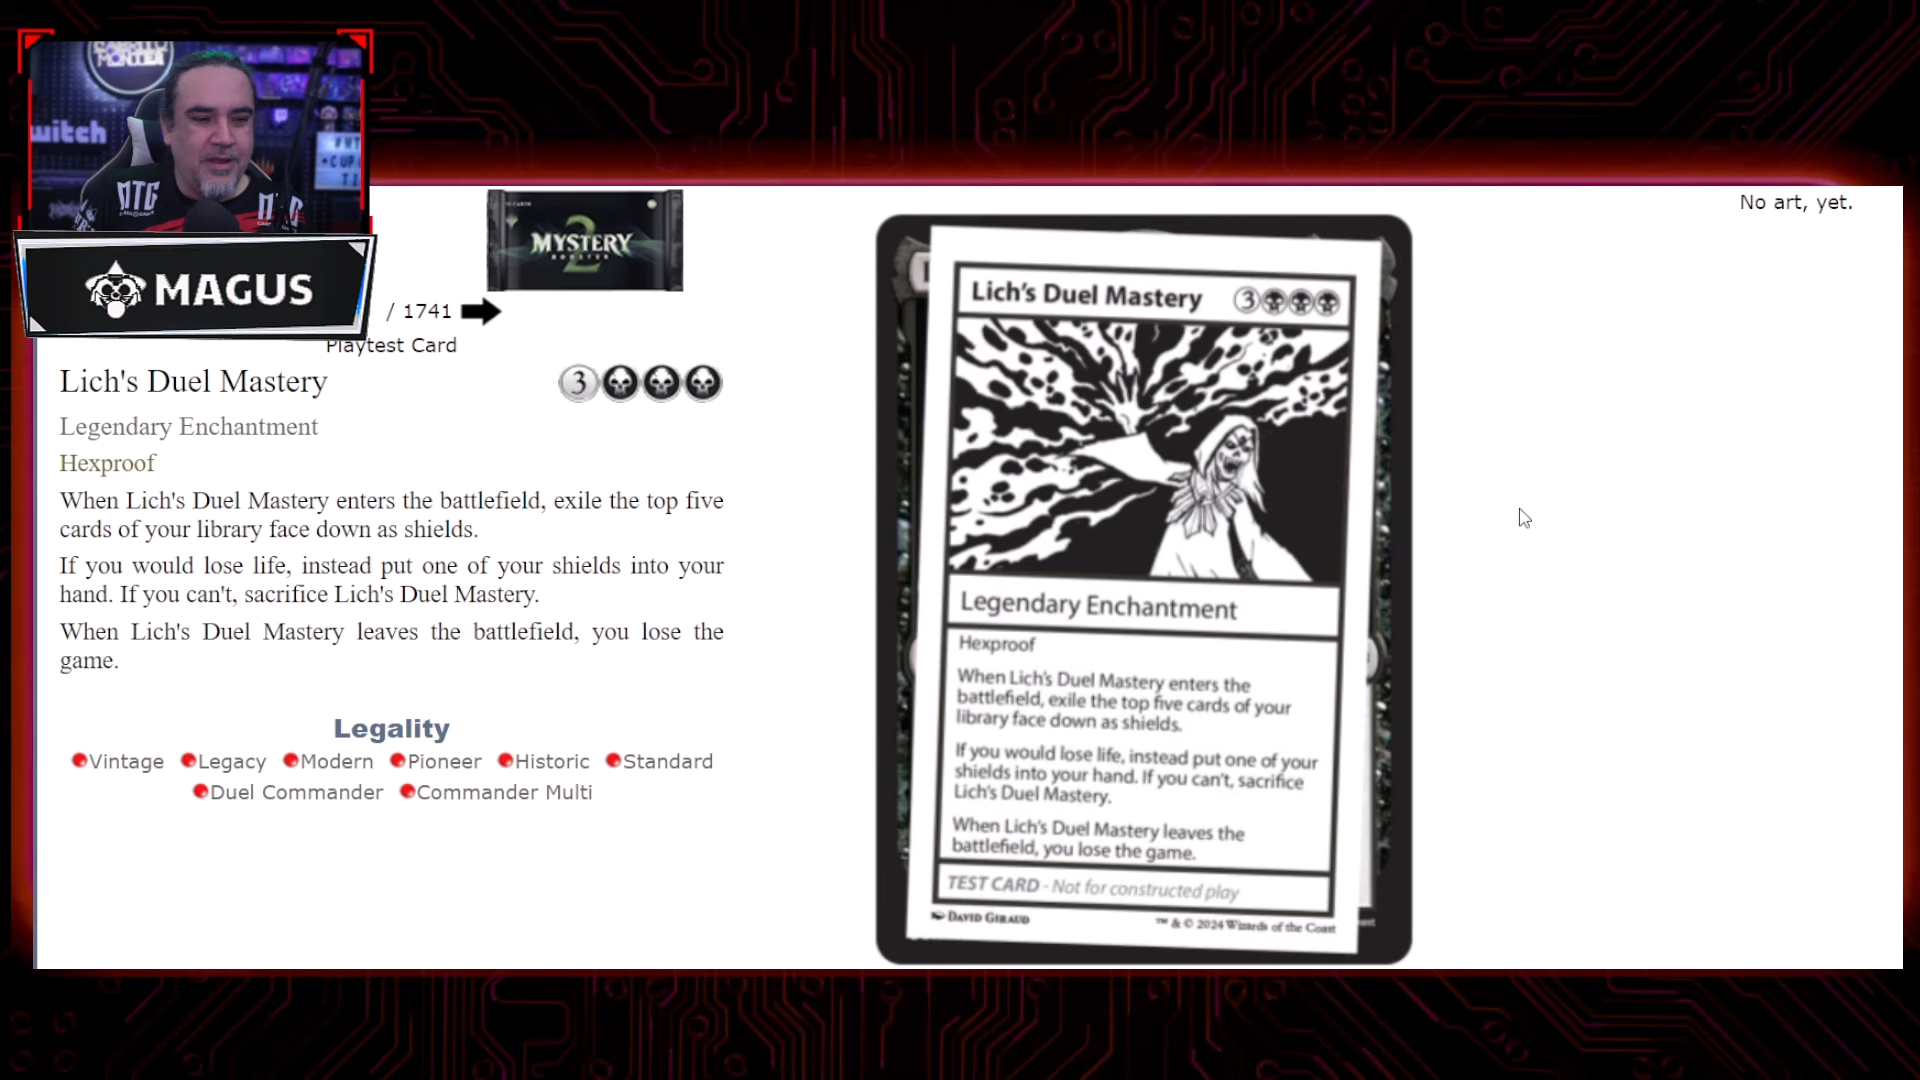 witch
MTG
MAGUS
MYSTERY
2
BOOSTER
No art, yet.
/ 1741
Playtest Card
Lich's Duel Mastery
3
Legendary Enchantment
Hexproof
When Lich's Duel Mastery enters the battlefield, exile the top five
cards of your library face down as shields.
If you would lose life, instead put one of your shields into your
hand. If you can't, sacrifice Lich's Duel Mastery.
When Lich's Duel Mastery leaves the battlefield, you lose the
game.
Legality
Vintage Legacy Modern Pioneer Historic Standard
Duel Commander Commander Multi
Lich's Duel Mastery 3
Legendary Enchantment
Hexproof
When Lich's Duel Mastery enters the
battlefield, exile the top five cards of your
library face down as shields.
If you would lose life, instead put one of your
shields into your hand. If you can't, sacrifice
Lich's Duel Mastery.
When Lich's Duel Mastery leaves the
battlefield, you lose the game.
TEST CARD - Not for constructed play
DAVID GIRAUD
™ & © 2024 Wizards of the Coast